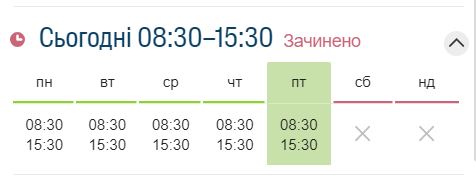 Сьогодні 08:30–15:30 Зачинено
пн вт ср чт пт сб нд
08:30 08:30 08:30 08:30 08:30
15:30 15:30 15:30 15:30 15:30